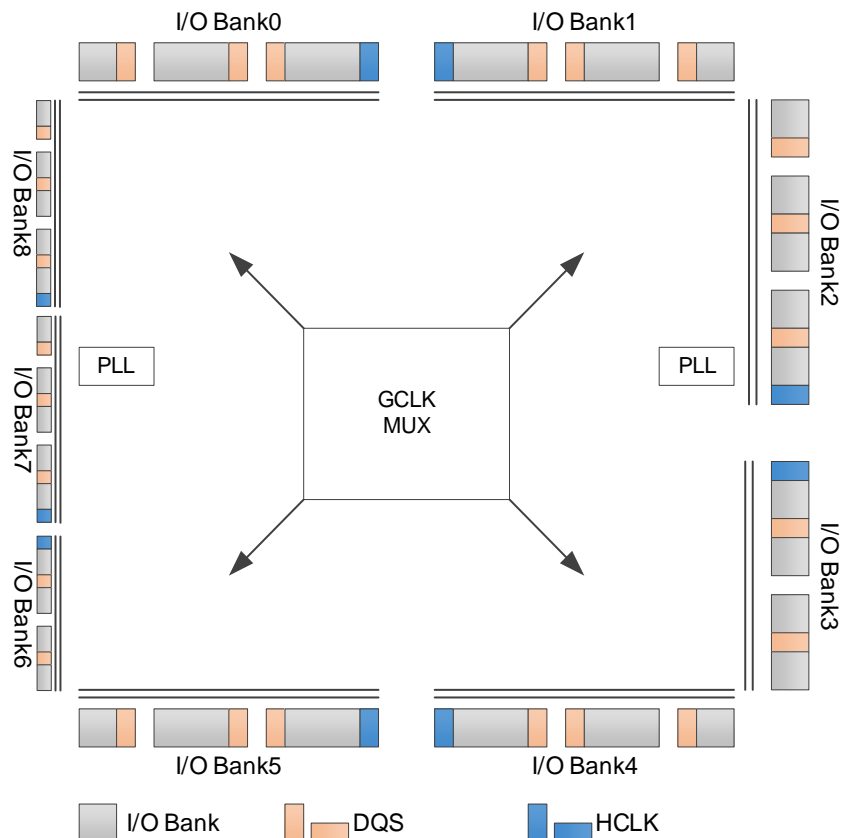 I/O Bank0
I/O Bank1
I/O Bank8
I/O Bank2
PLL
PLL
GCLK
MUX
I/O Bank7
I/O Bank3
I/O Bank6
I/O Bank5
I/O Bank4
I/O Bank
DQS
HCLK